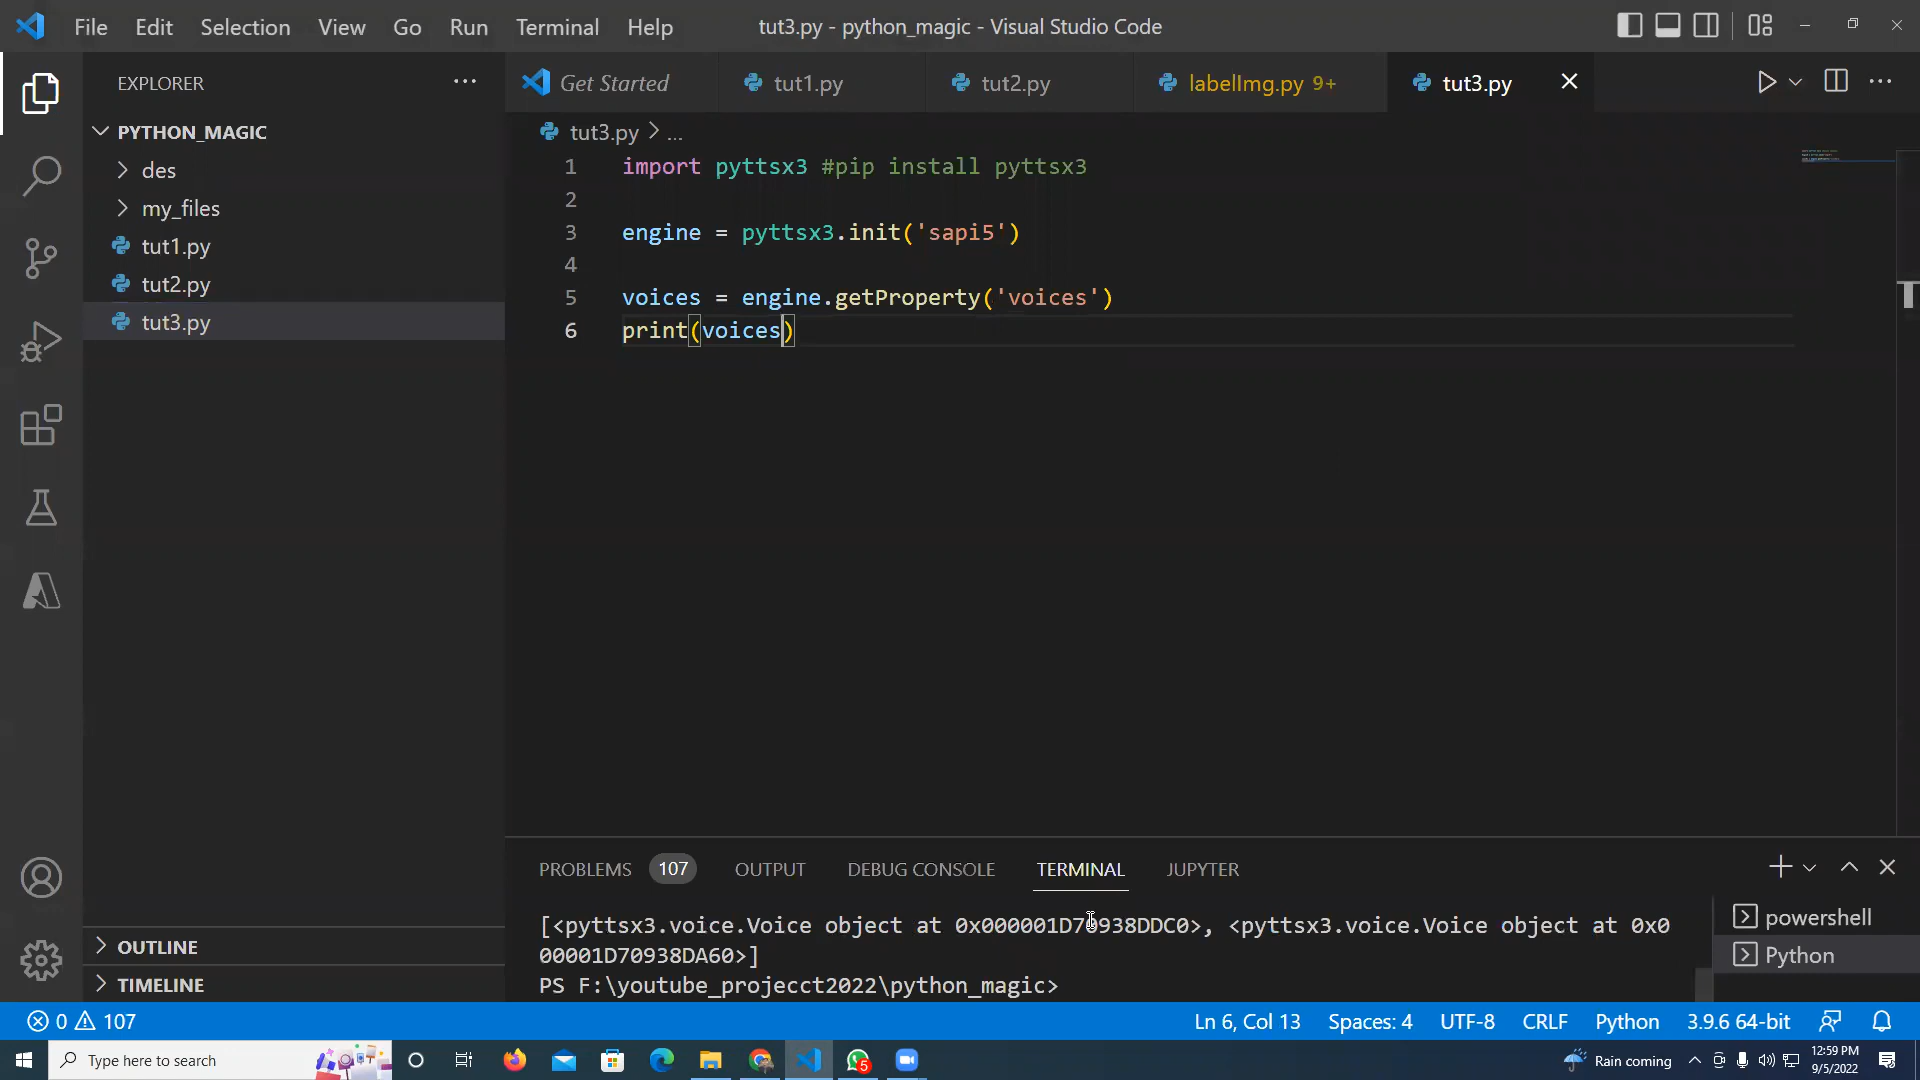 File Edit Selection View Go Run Terminal Help
tut3.py - python_magic - Visual Studio Code
EXPLORER
PYTHON_MAGIC
des
my_files
tut1.py
tut2.py
tut3.py
OUTLINE
TIMELINE
Get Started tut1.py tut2.py labelImg.py 9+ tut3.py
tut3.py > ...
1 import pyttsx3 #pip install pyttsx3
2
3 engine = pyttsx3.init('sapi5')
4
5 voices = engine.getProperty('voices')
6 print(voices)
PROBLEMS 107 OUTPUT DEBUG CONSOLE TERMINAL JUPYTER
[<pyttsx3.voice.Voice object at 0x000001D70938DDC0>, <pyttsx3.voice.Voice object at 0x0
00001D70938DA60>]
PS F:\youtube_projecct2022\python_magic>
powershell
Python
0 107 Ln 6, Col 13 Spaces: 4 UTF-8 CRLF Python 3.9.6 64-bit
Type here to search
5
Rain coming
12:59 PM
9/5/2022